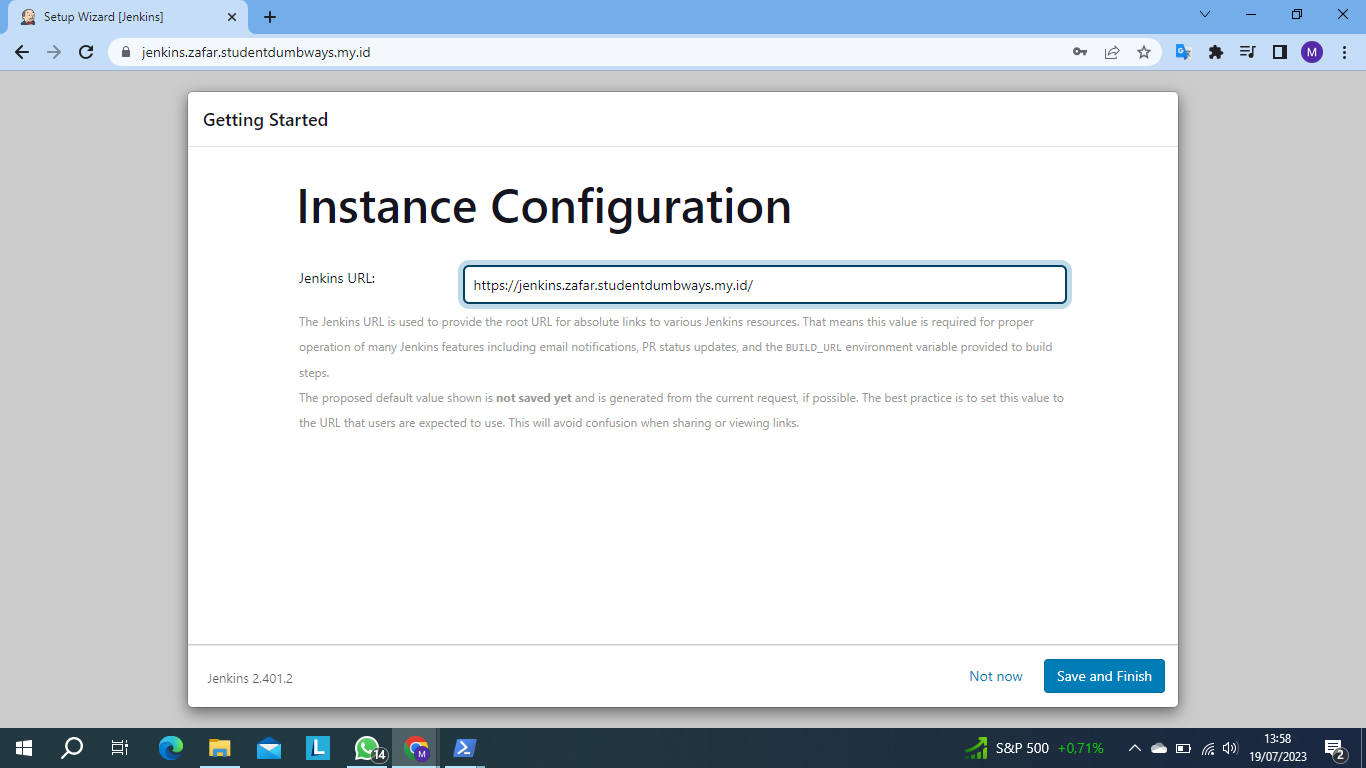 Setup Wizard [Jenkins]
jenkins.zafar.studentdumbways.my.id
M
Getting Started
Instance Configuration
Jenkins URL:
https://jenkins.zafar.studentdumbways.my.id/
The Jenkins URL is used to provide the root URL for absolute links to various Jenkins resources. That means this value is required for proper
operation of many Jenkins features including email notifications, PR status updates, and the BUILD_URL environment variable provided to build
steps.
The proposed default value shown is not saved yet and is generated from the current request, if possible. The best practice is to set this value to
the URL that users are expected to use. This will avoid confusion when sharing or viewing links.
Jenkins 2.401.2
Not now
Save and Finish
L
14
M
S&P 500 +0,71%
13:58
19/07/2023
2